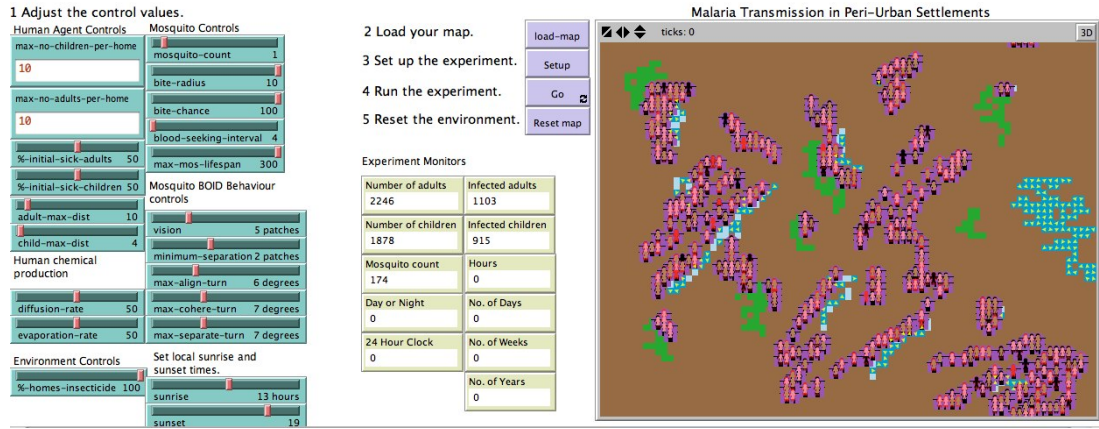 1 Adjust the control values.
Human Agent Controls
max-no-children-per-home
10
max-no-adults-per-home
10
%-initial-sick-adults 50
%-initial-sick-children 50
adult-max-dist 10
child-max-dist 4
Human chemical
production
diffusion-rate 50
evaporation-rate 50
Environment Controls
%-homes-insecticide 100
Mosquito Controls
mosquito-count 1
bite-radius 10
bite-chance 100
blood-seeking-interval 4
max-mos-lifespan 300
Mosquito BOID Behaviour
controls
vision 5 patches
minimum-separation 2 patches
max-align-turn 6 degrees
max-cohere-turn 7 degrees
max-separate-turn 7 degrees
Set local sunrise and
sunset times.
sunrise 13 hours
sunset 19
2 Load your map.
load-map
3 Set up the experiment.
Setup
4 Run the experiment.
Go
5 Reset the environment.
Reset map
Experiment Monitors
Number of adults
2246
Infected adults
1103
Number of children
1878
Infected children
915
Mosquito count
174
Hours
0
Day or Night
0
No. of Days
0
24 Hour Clock
0
No. of Weeks
0
No. of Years
0
Malaria Transmission in Peri-Urban Settlements
ticks: 0
3D